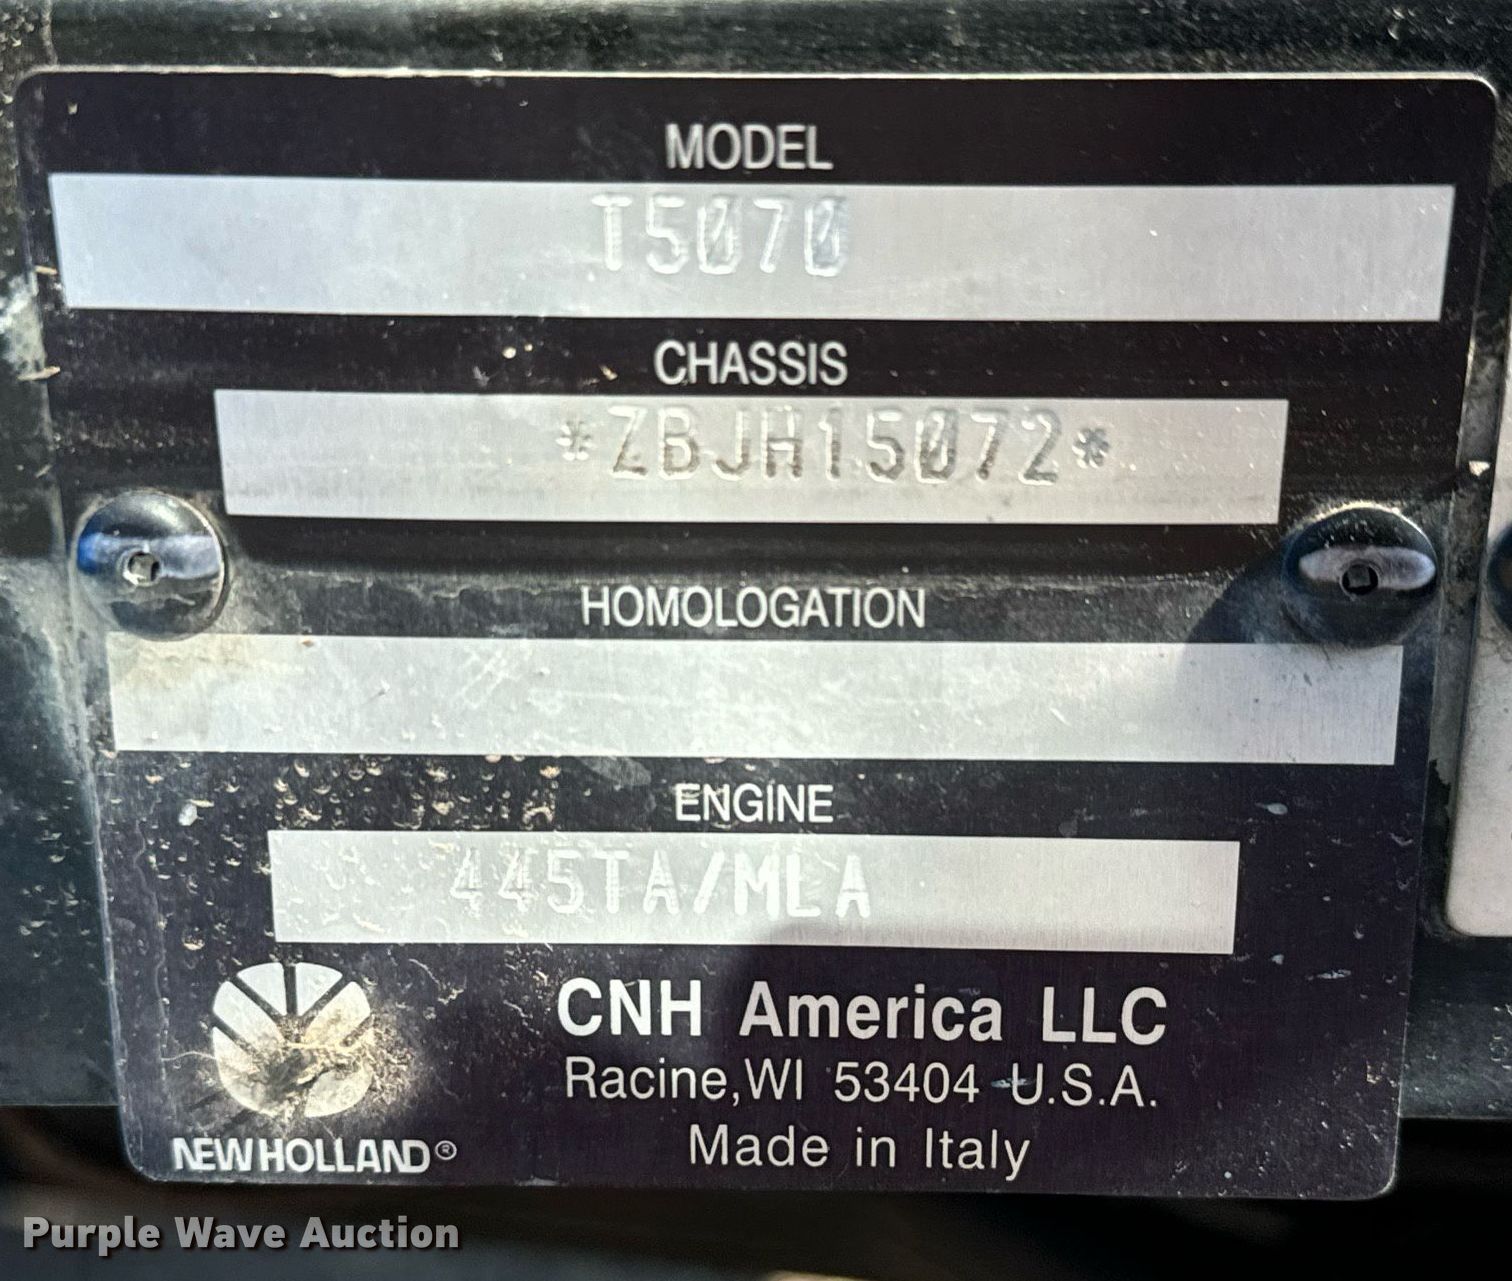 MODEL
T5070
CHASSIS
*ZBJH15072*
HOMOLOGATION
ENGINE
445TA/MLA
CNH America LLC
Racine,WI 53404 U.S.A.
Made in Italy
NEW HOLLAND®
Purple Wave Auction